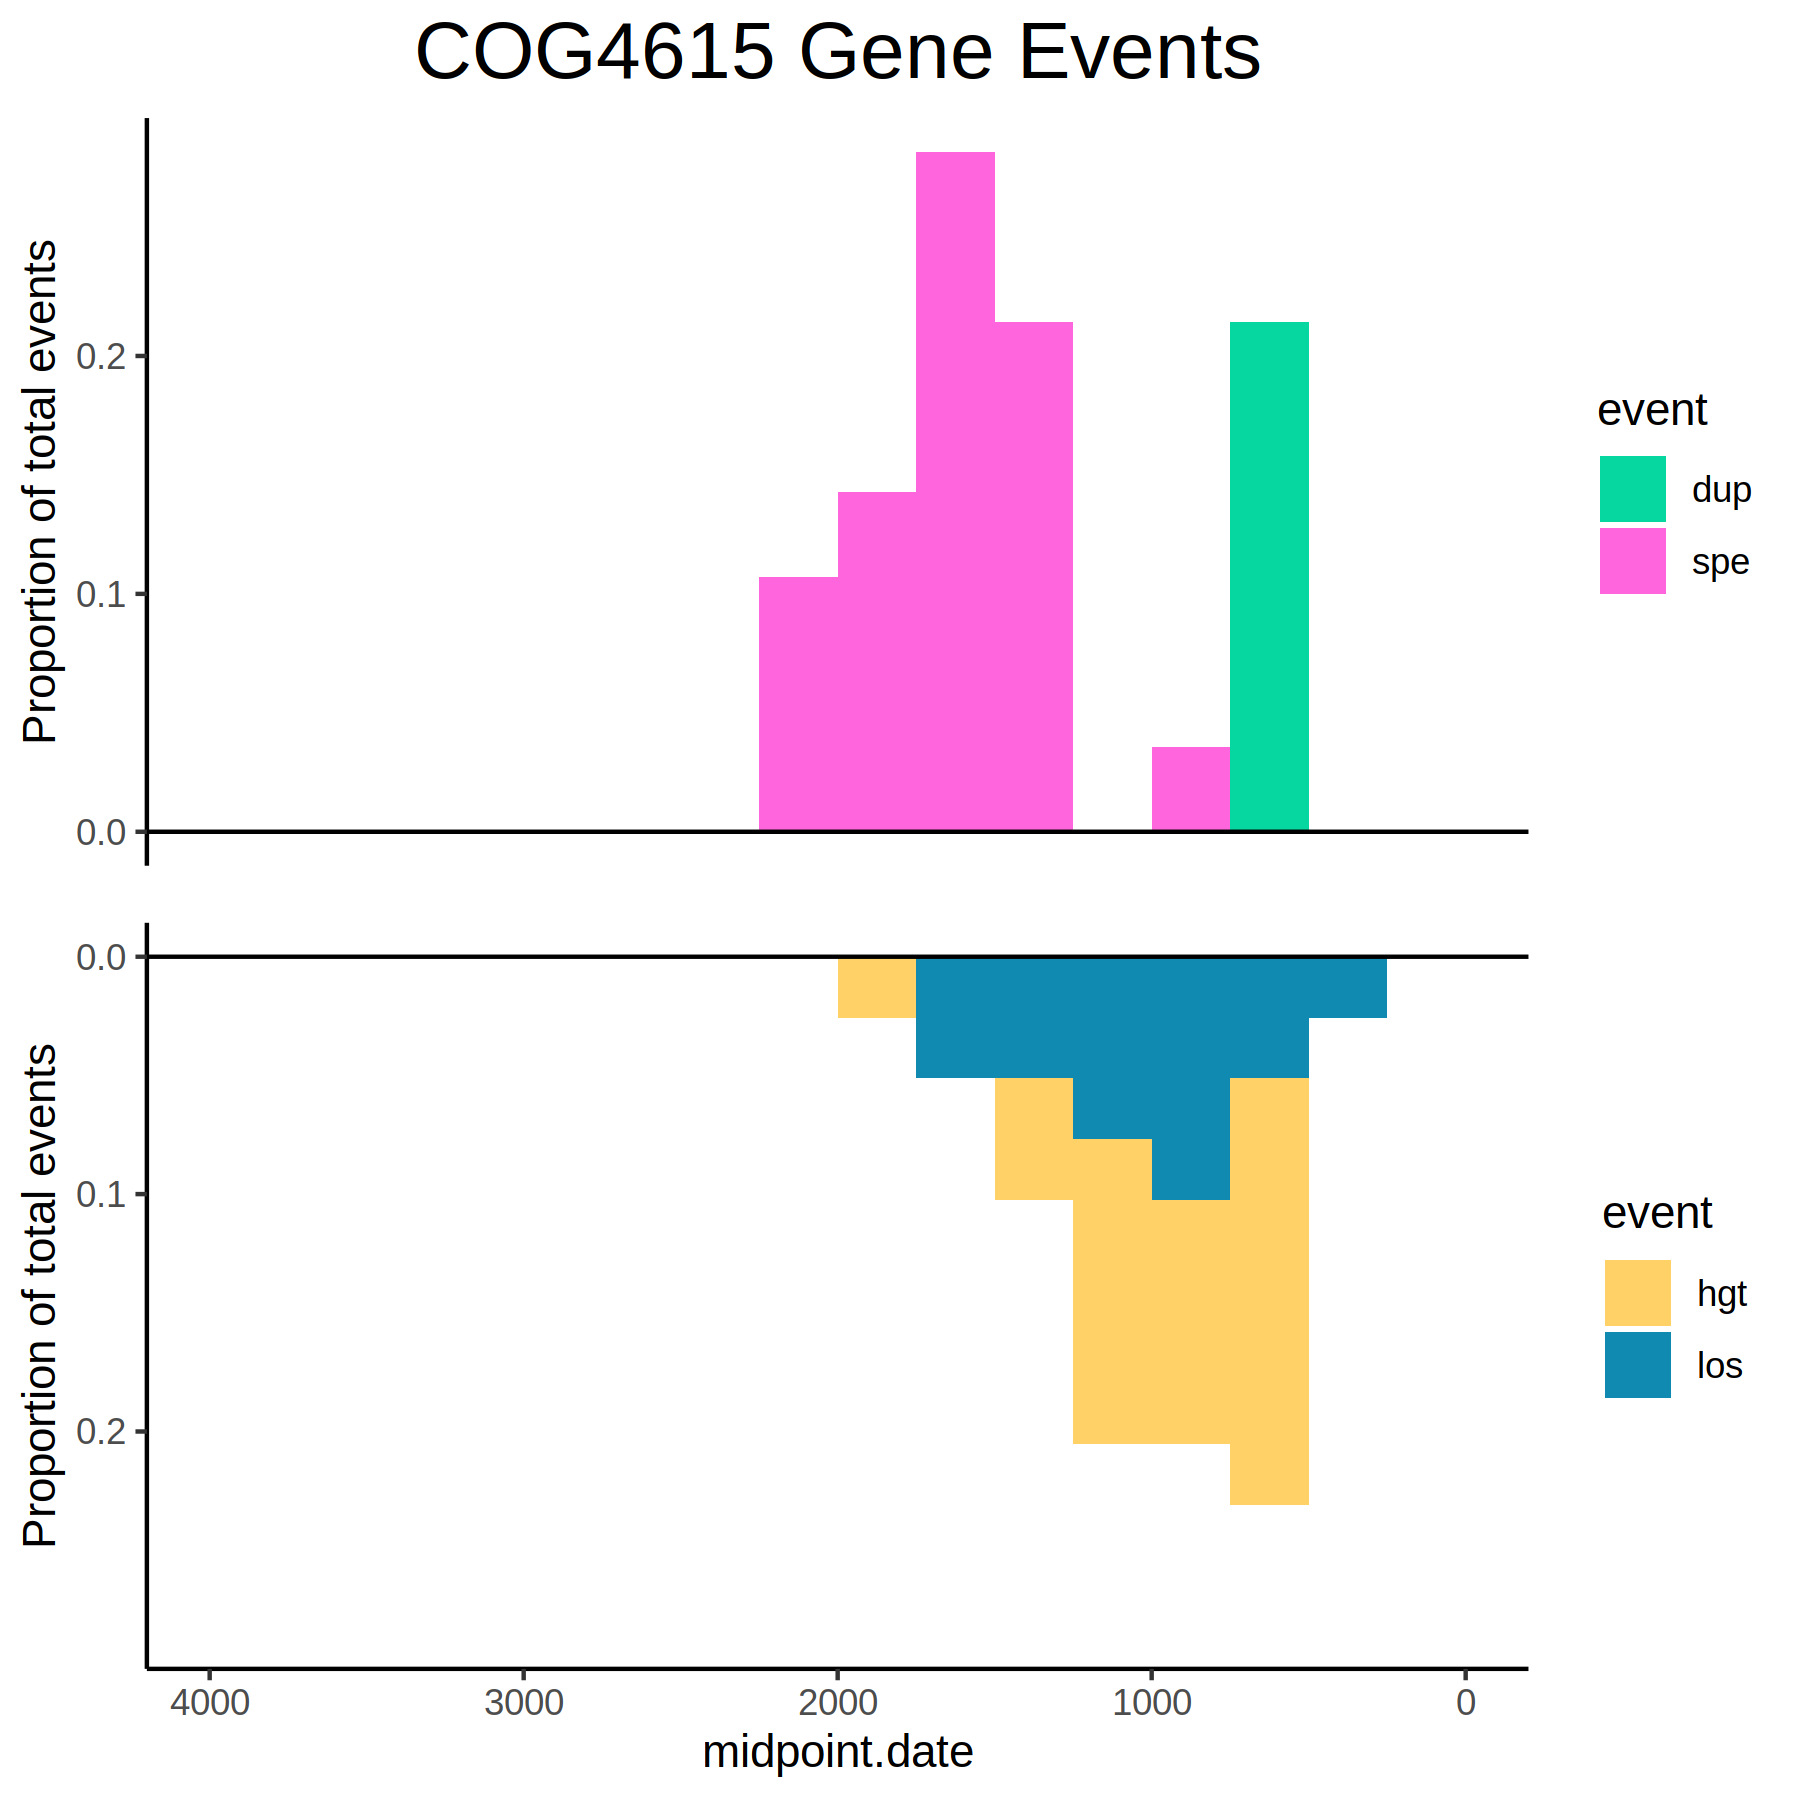 COG4615 Gene Events
Proportion of total events
0.2
0.1
0.0
event
dup
spe
Proportion of total events
0.0
0.1
0.2
event
hgt
los
4000 3000 2000 1000 0
midpoint.date